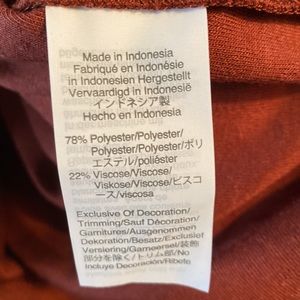 Made in Indonesia
Fabriqué en Indonésie
in Indonesien Hergestellt
Vervaardigd in Indonesië
インドネシア製
Hecho en Indonesia
78% Polyester/Polyester/
Polyester/Polyester/ポリ
エステル/poliéster
22% Viscose/Viscose/
Viskose/Viscose/ビスコ
ース/viscosa
Exclusive Of Decoration/
Trimming/Sauf Décoration/
Garnitures/Ausgenommen
Dekoration/Besatz/Exclusief
Versiering/Garneersel/装飾
部分を除く/トリム部/No
Incluye Decoración/Ribete